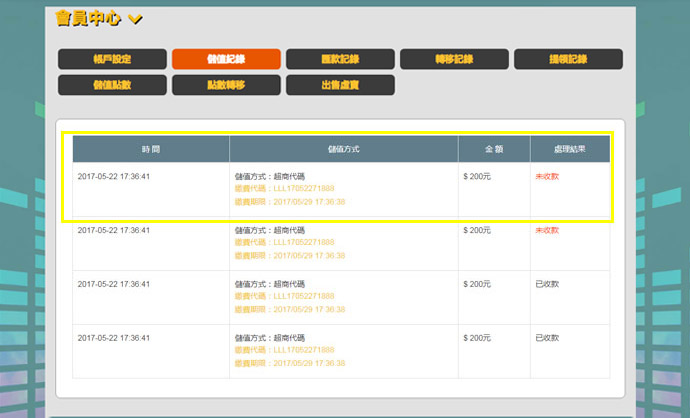 會員中心
帳戶設定 儲值紀錄 匯款記錄 轉移記錄 提領記錄
儲值點數 點數轉移 出售虛寶
時 間 儲值方式 金 額 處理結果
2017-05-22 17:36:41 儲值方式：超商代碼 $ 200元 未收款
繳費代碼：LLL17052271888
繳費期限：2017/05/29 17:36:38
2017-05-22 17:36:41 儲值方式：超商代碼 $ 200元 未收款
繳費代碼：LLL17052271888
繳費期限：2017/05/29 17:36:38
2017-05-22 17:36:41 儲值方式：超商代碼 $ 200元 已收款
繳費代碼：LLL17052271888
繳費期限：2017/05/29 17:36:38
2017-05-22 17:36:41 儲值方式：超商代碼 $ 200元 已收款
繳費代碼：LLL17052271888
繳費期限：2017/05/29 17:36:38